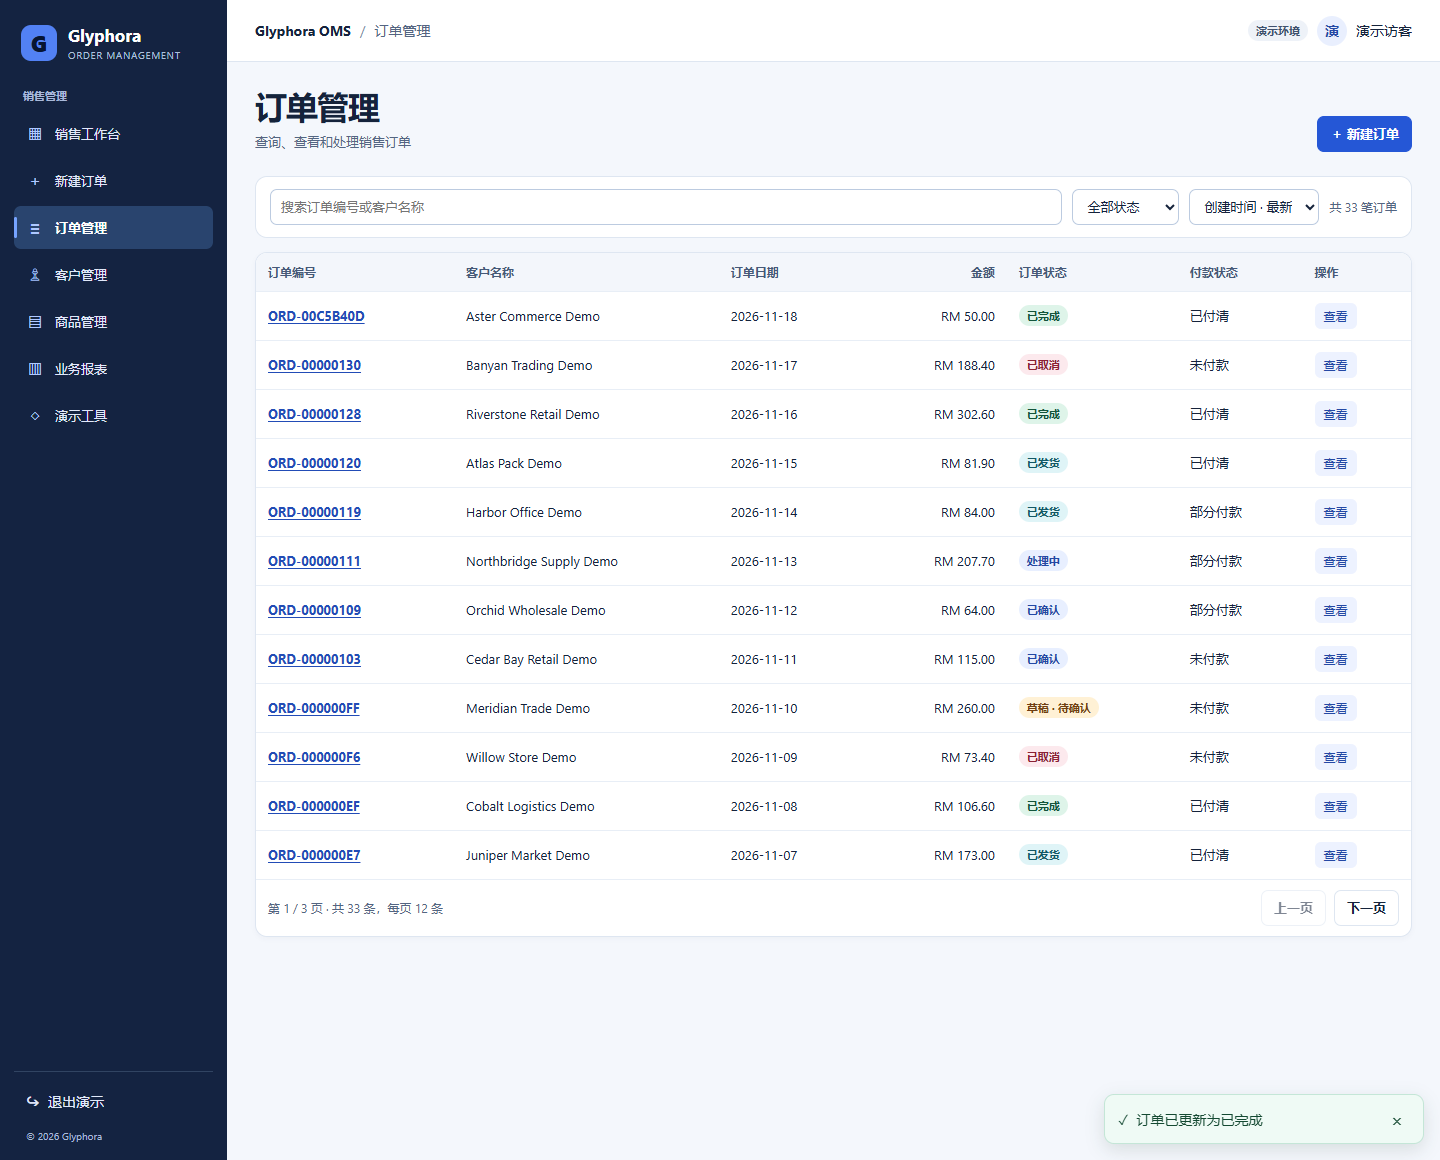 G
Glyphora
ORDER MANAGEMENT
销售管理
销售工作台
新建订单
订单管理
客户管理
商品管理
业务报表
演示工具
退出演示
© 2026 Glyphora
Glyphora OMS / 订单管理
演示环境 演 演示访客
订单管理
查询、查看和处理销售订单
+ 新建订单
搜索订单编号或客户名称 全部状态 创建时间 · 最新 共 33 笔订单
订单编号 客户名称 订单日期 金额 订单状态 付款状态 操作
ORD-00C5B40D Aster Commerce Demo 2026-11-18 RM 50.00 已完成 已付清 查看
ORD-00000130 Banyan Trading Demo 2026-11-17 RM 188.40 已取消 未付款 查看
ORD-00000128 Riverstone Retail Demo 2026-11-16 RM 302.60 已完成 已付清 查看
ORD-00000120 Atlas Pack Demo 2026-11-15 RM 81.90 已发货 已付清 查看
ORD-00000119 Harbor Office Demo 2026-11-14 RM 84.00 已发货 部分付款 查看
ORD-00000111 Northbridge Supply Demo 2026-11-13 RM 207.70 处理中 部分付款 查看
ORD-00000109 Orchid Wholesale Demo 2026-11-12 RM 64.00 已确认 部分付款 查看
ORD-00000103 Cedar Bay Retail Demo 2026-11-11 RM 115.00 已确认 未付款 查看
ORD-000000FF Meridian Trade Demo 2026-11-10 RM 260.00 草稿 · 待确认 未付款 查看
ORD-000000F6 Willow Store Demo 2026-11-09 RM 73.40 已取消 未付款 查看
ORD-000000EF Cobalt Logistics Demo 2026-11-08 RM 106.60 已完成 已付清 查看
ORD-000000E7 Juniper Market Demo 2026-11-07 RM 173.00 已发货 已付清 查看
第 1 / 3 页 · 共 33 条，每页 12 条 上一页 下一页
✓ 订单已更新为已完成 ×